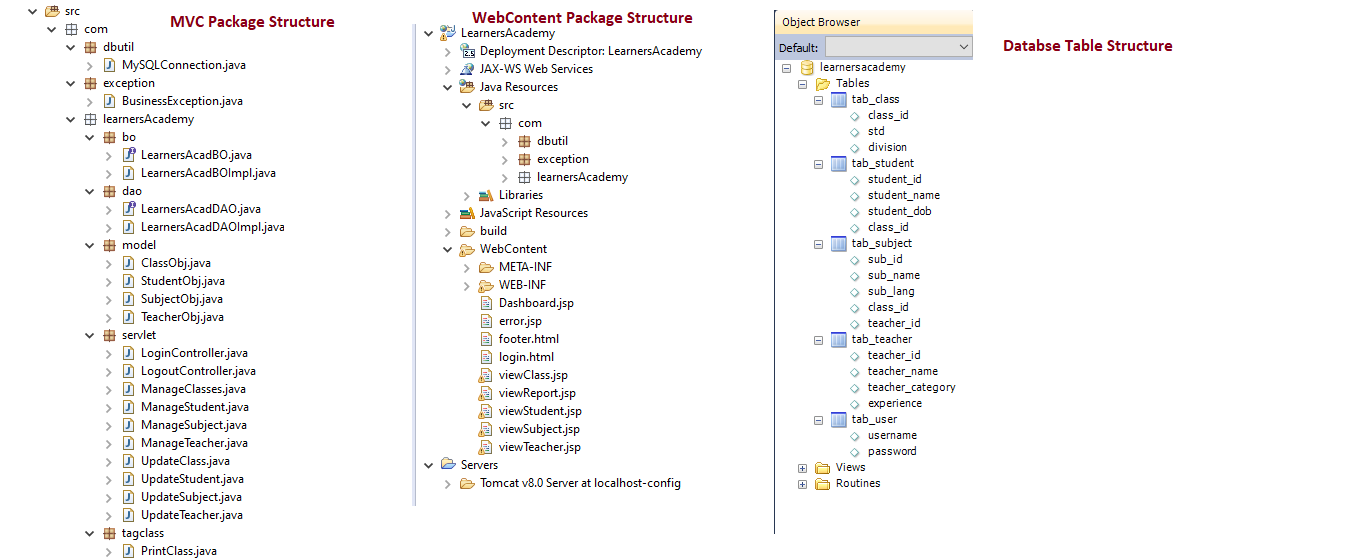 MVC Package Structure
src
com
dbutil
MySQLConnection.java
exception
BusinessException.java
learnersAcademy
bo
LearnersAcadBO.java
LearnersAcadBOImpl.java
dao
LearnersAcadDAO.java
LearnersAcadDAOImpl.java
model
ClassObj.java
StudentObj.java
SubjectObj.java
TeacherObj.java
servlet
LoginController.java
LogoutController.java
ManageClasses.java
ManageStudent.java
ManageSubject.java
ManageTeacher.java
UpdateClass.java
UpdateStudent.java
UpdateSubject.java
UpdateTeacher.java
tagclass
PrintClass.java
WebContent Package Structure
LearnersAcademy
Deployment Descriptor: LearnersAcademy
JAX-WS Web Services
Java Resources
src
com
dbutil
exception
learnersAcademy
Libraries
JavaScript Resources
build
WebContent
META-INF
WEB-INF
Dashboard.jsp
error.jsp
footer.html
login.html
viewClass.jsp
viewReport.jsp
viewStudent.jsp
viewSubject.jsp
viewTeacher.jsp
Servers
Tomcat v8.0 Server at localhost-config
Object Browser
Default:
learnersacademy
Tables
tab_class
class_id
std
division
tab_student
student_id
student_name
student_dob
class_id
tab_subject
sub_id
sub_name
sub_lang
class_id
teacher_id
tab_teacher
teacher_id
teacher_name
teacher_category
experience
tab_user
username
password
Views
Routines
Databse Table Structure